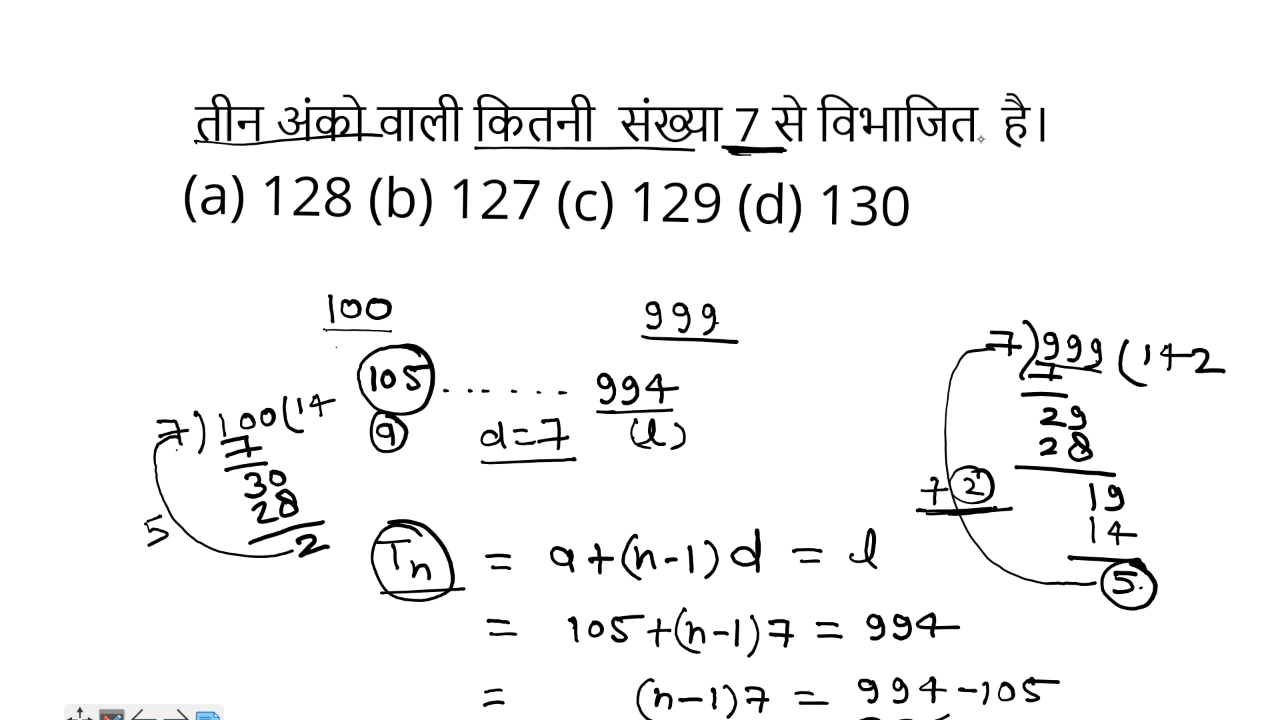 तीन अंको वाली कितनी संख्या 7 से विभाजित है।
(a) 128 (b) 127 (c) 129 (d) 130
100 999
105 ....... 994
a d=7 (l)
7) 100 (14
7
30
28
2
5
7) 999 (142
7
29
28
19
14
5
+2
Tn = a+(n-1)d = l
= 105+(n-1)7 = 994
= (n-1)7 = 994-105